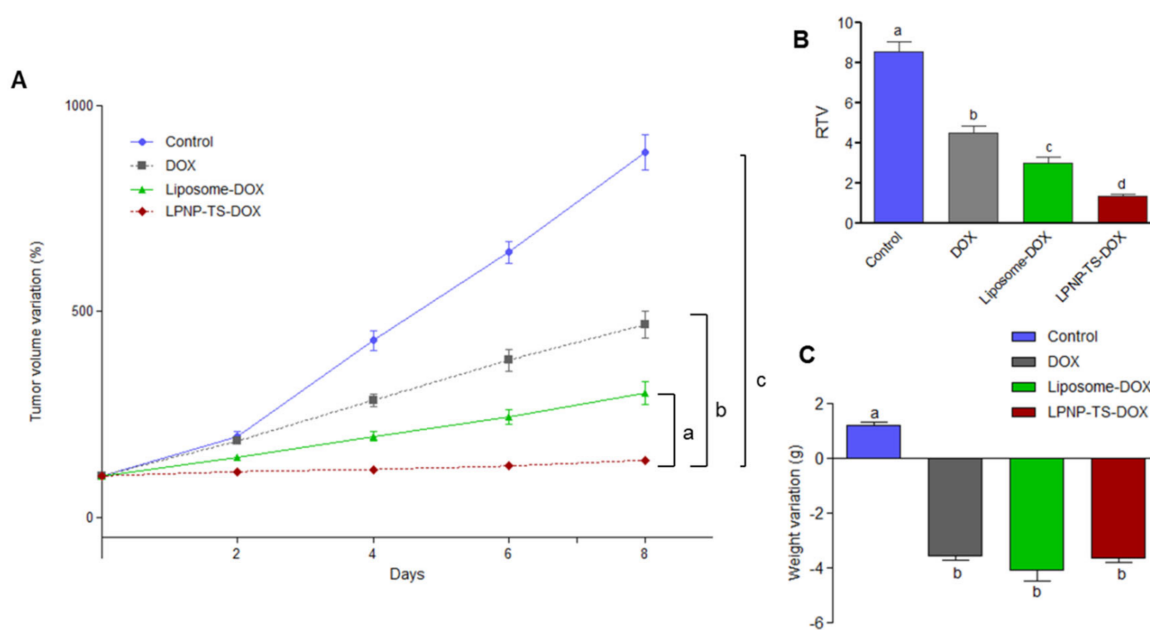 A
Tumor volume variation (%)
1000
500
0
Control
DOX
Liposome-DOX
LPNP-TS-DOX
a
b
c
2
4
6
8
Days
B
RTV
10
8
6
4
2
0
a
b
c
d
Control
DOX
Liposome-DOX
LPNP-TS-DOX
C
Control
DOX
Liposome-DOX
LPNP-TS-DOX
Weight variation (g)
2
0
-2
-4
-6
a
b
b
b